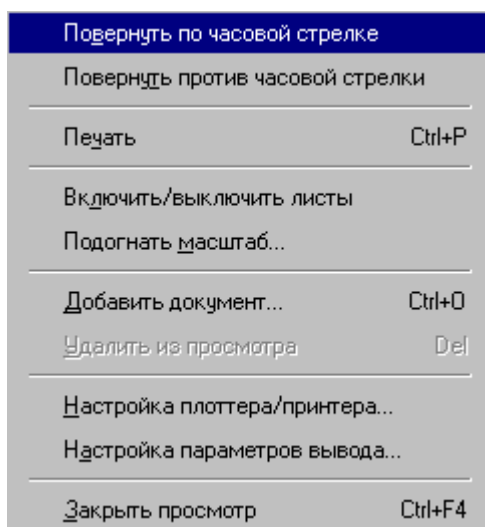 Повернуть по часовой стрелке
Повернуть против часовой стрелки
Печать Ctrl+P
Включить/выключить листы
Подогнать масштаб...
Добавить документ... Ctrl+O
Удалить из просмотра Del
Настройка плоттера/принтера...
Настройка параметров вывода...
Закрыть просмотр Ctrl+F4